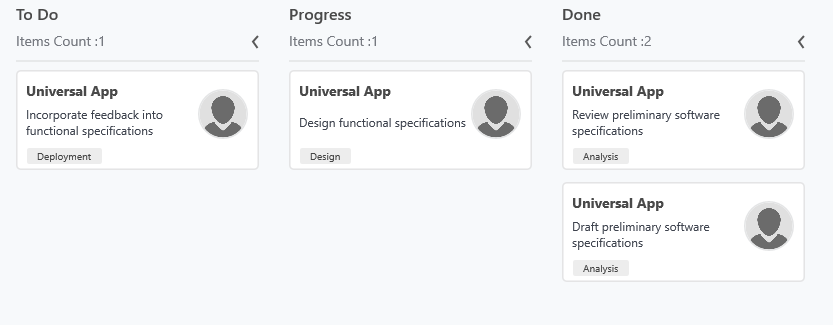 To Do
Items Count :1
Universal App
Incorporate feedback into
functional specifications
Deployment
Progress
Items Count :1
Universal App
Design functional specifications
Design
Done
Items Count :2
Universal App
Review preliminary software
specifications
Analysis
Universal App
Draft preliminary software
specifications
Analysis